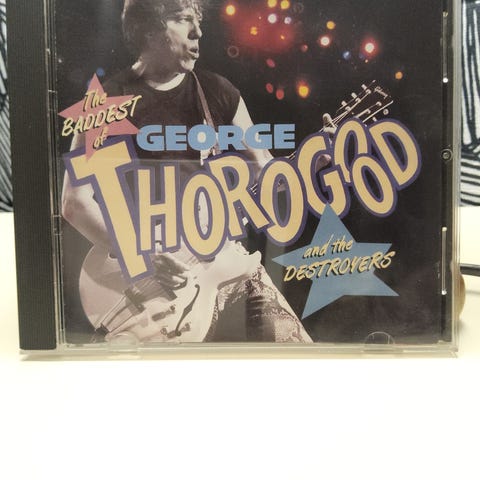 The
BADDEST
of
GEORGE
THOROGOOD
and the
DESTROYERS